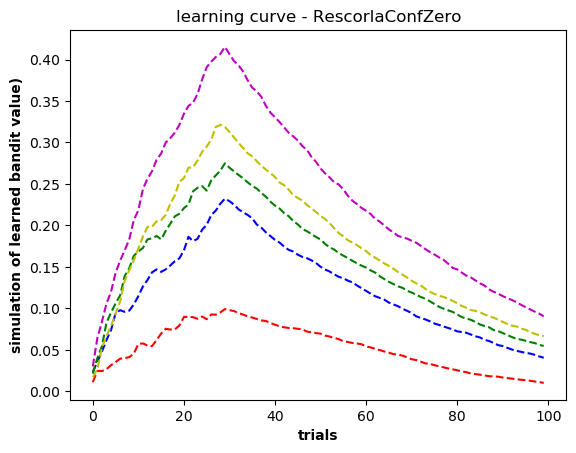 learning curve - RescorlaConfZero
simulation of learned bandit value)
0.40
0.35
0.30
0.25
0.20
0.15
0.10
0.05
0.00
0 20 40 60 80 100
trials